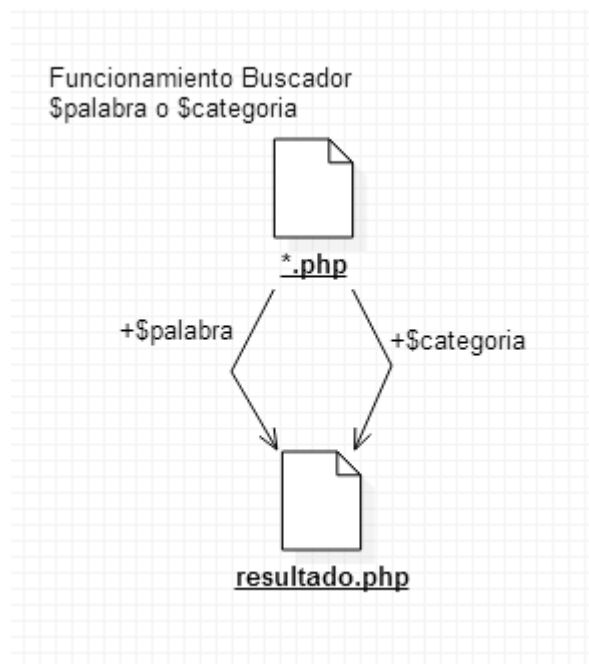 Funcionamiento Buscador
$palabra o $categoria
*.php
+$palabra
+$categoria
resultado.php